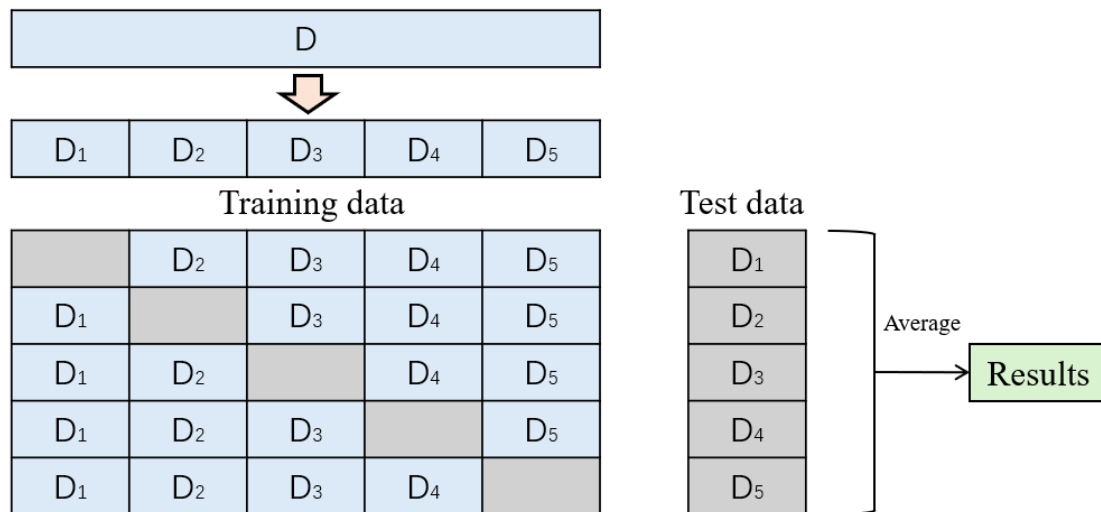 D
D₁ D₂ D₃ D₄ D₅
Training data Test data
D₂ D₃ D₄ D₅ D₁
D₁ D₃ D₄ D₅ D₂
Average
D₁ D₂ D₄ D₅ D₃ Results
D₁ D₂ D₃ D₅ D₄
D₁ D₂ D₃ D₄ D₅